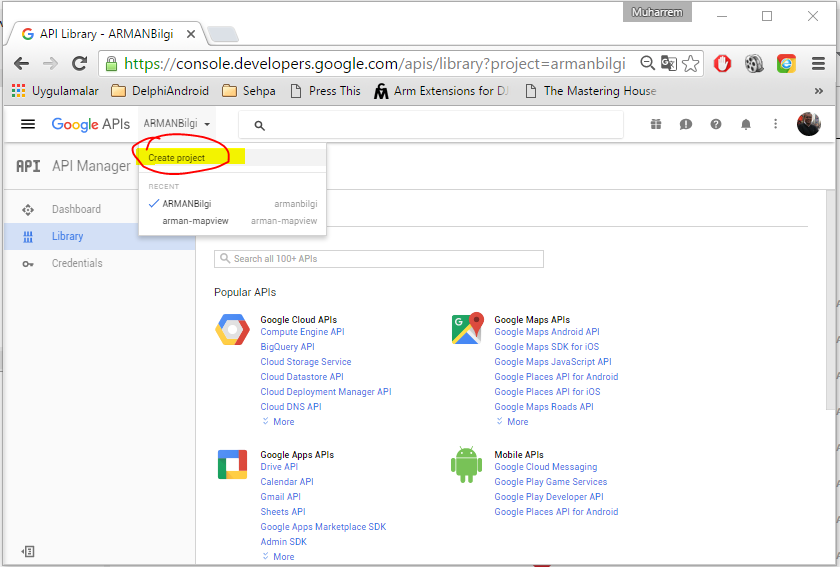 Muharrem
API Library - ARMANBilgi
https://console.developers.google.com/apis/library?project=armanbilgi
Uygulamalar DelphiAndroid Sehpa Press This Arm Extensions for DJ The Mastering House »
Google APIs ARMANBilgi
API API Manager
Create project
RECENT
ARMANBilgi armanbilgi
arman-mapview arman-mapview
Dashboard
Library
Credentials
Search all 100+ APIs
Popular APIs
Google Cloud APIs
Compute Engine API
BigQuery API
Cloud Storage Service
Cloud Datastore API
Cloud Deployment Manager API
Cloud DNS API
More
Google Maps APIs
Google Maps Android API
Google Maps SDK for iOS
Google Maps JavaScript API
Google Places API for Android
Google Places API for iOS
Google Maps Roads API
More
Google Apps APIs
Drive API
Calendar API
Gmail API
Sheets API
Google Apps Marketplace SDK
Admin SDK
More
Mobile APIs
Google Cloud Messaging
Google Play Game Services
Google Play Developer API
Google Places API for Android